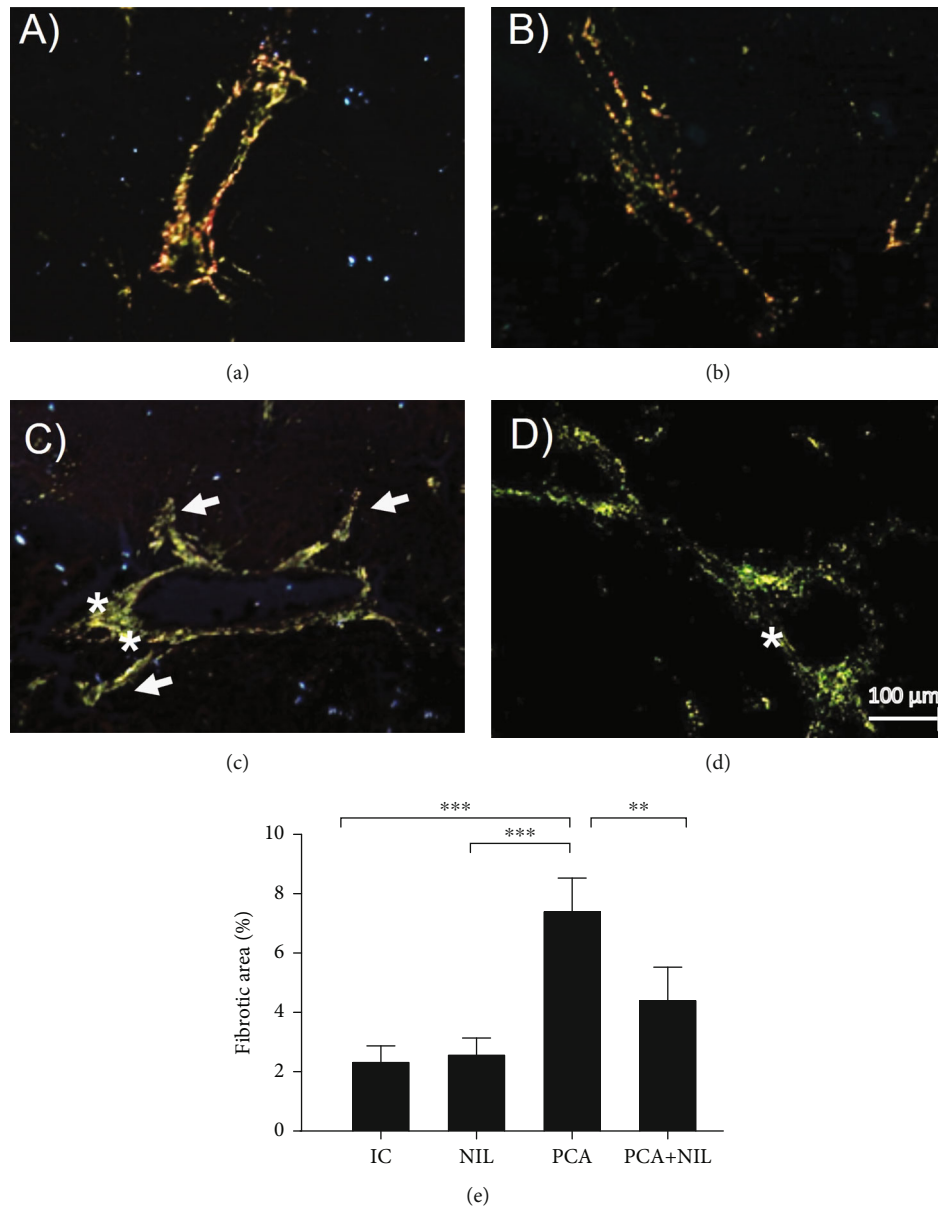 A)
B)
(a)
(b)
C)
D)
*
*
*
100 µm
(c)
(d)
***
**
***
10
8
6
4
2
0
Fibrotic area (%)
IC NIL PCA PCA+NIL
(e)